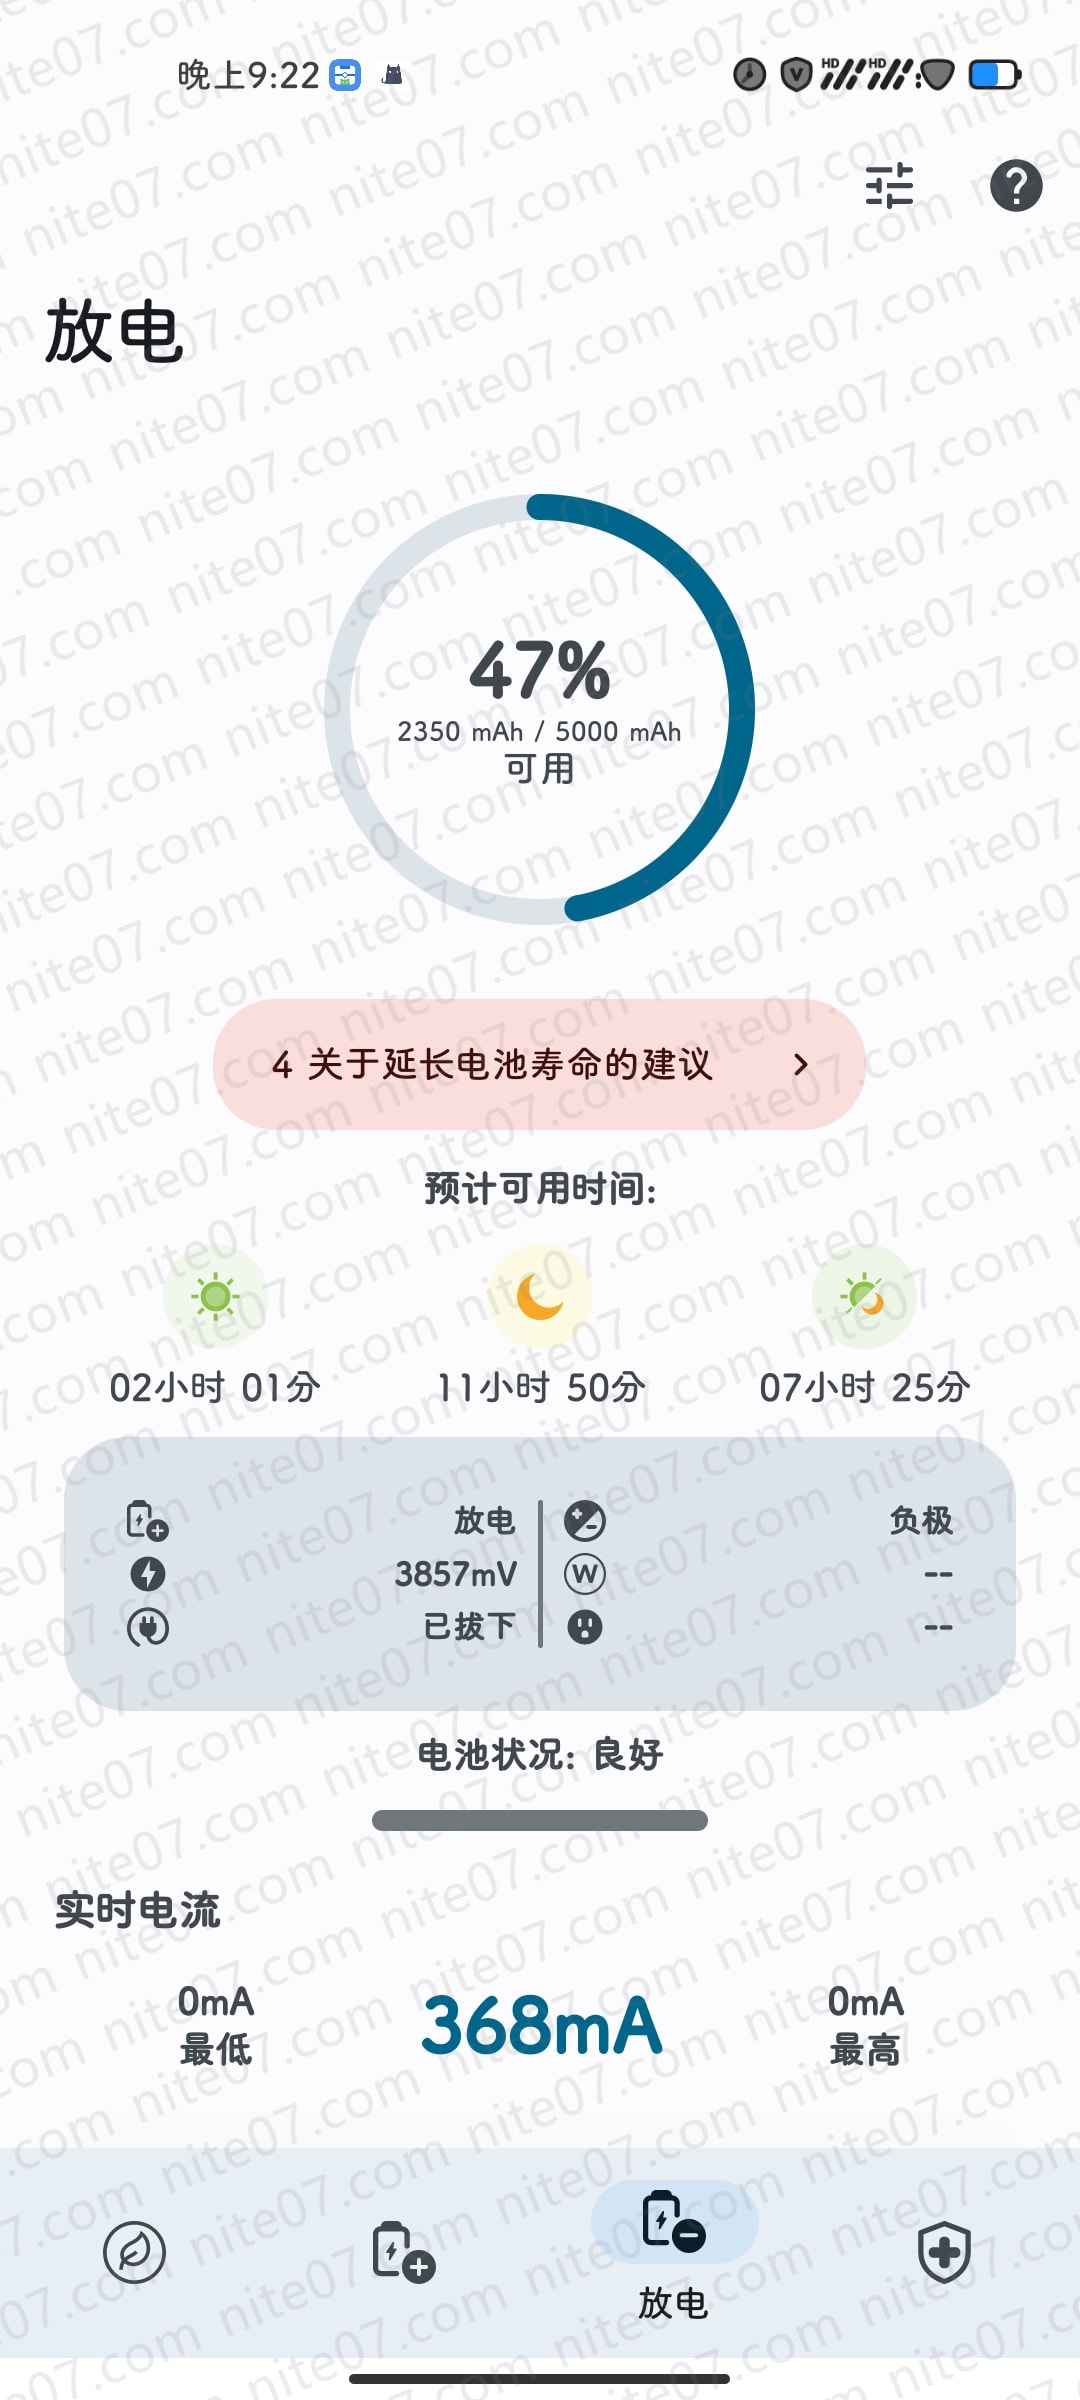 晚上9:22
HD HD
放电
47%
2350 mAh / 5000 mAh
可用
4 关于延长电池寿命的建议
预计可用时间:
02小时 01分
11小时 50分
07小时 25分
放电
负极
3857mV
W
--
已拔下
--
电池状况: 良好
实时电流
0mA
最低
368mA
0mA
最高
放电
nite07.com